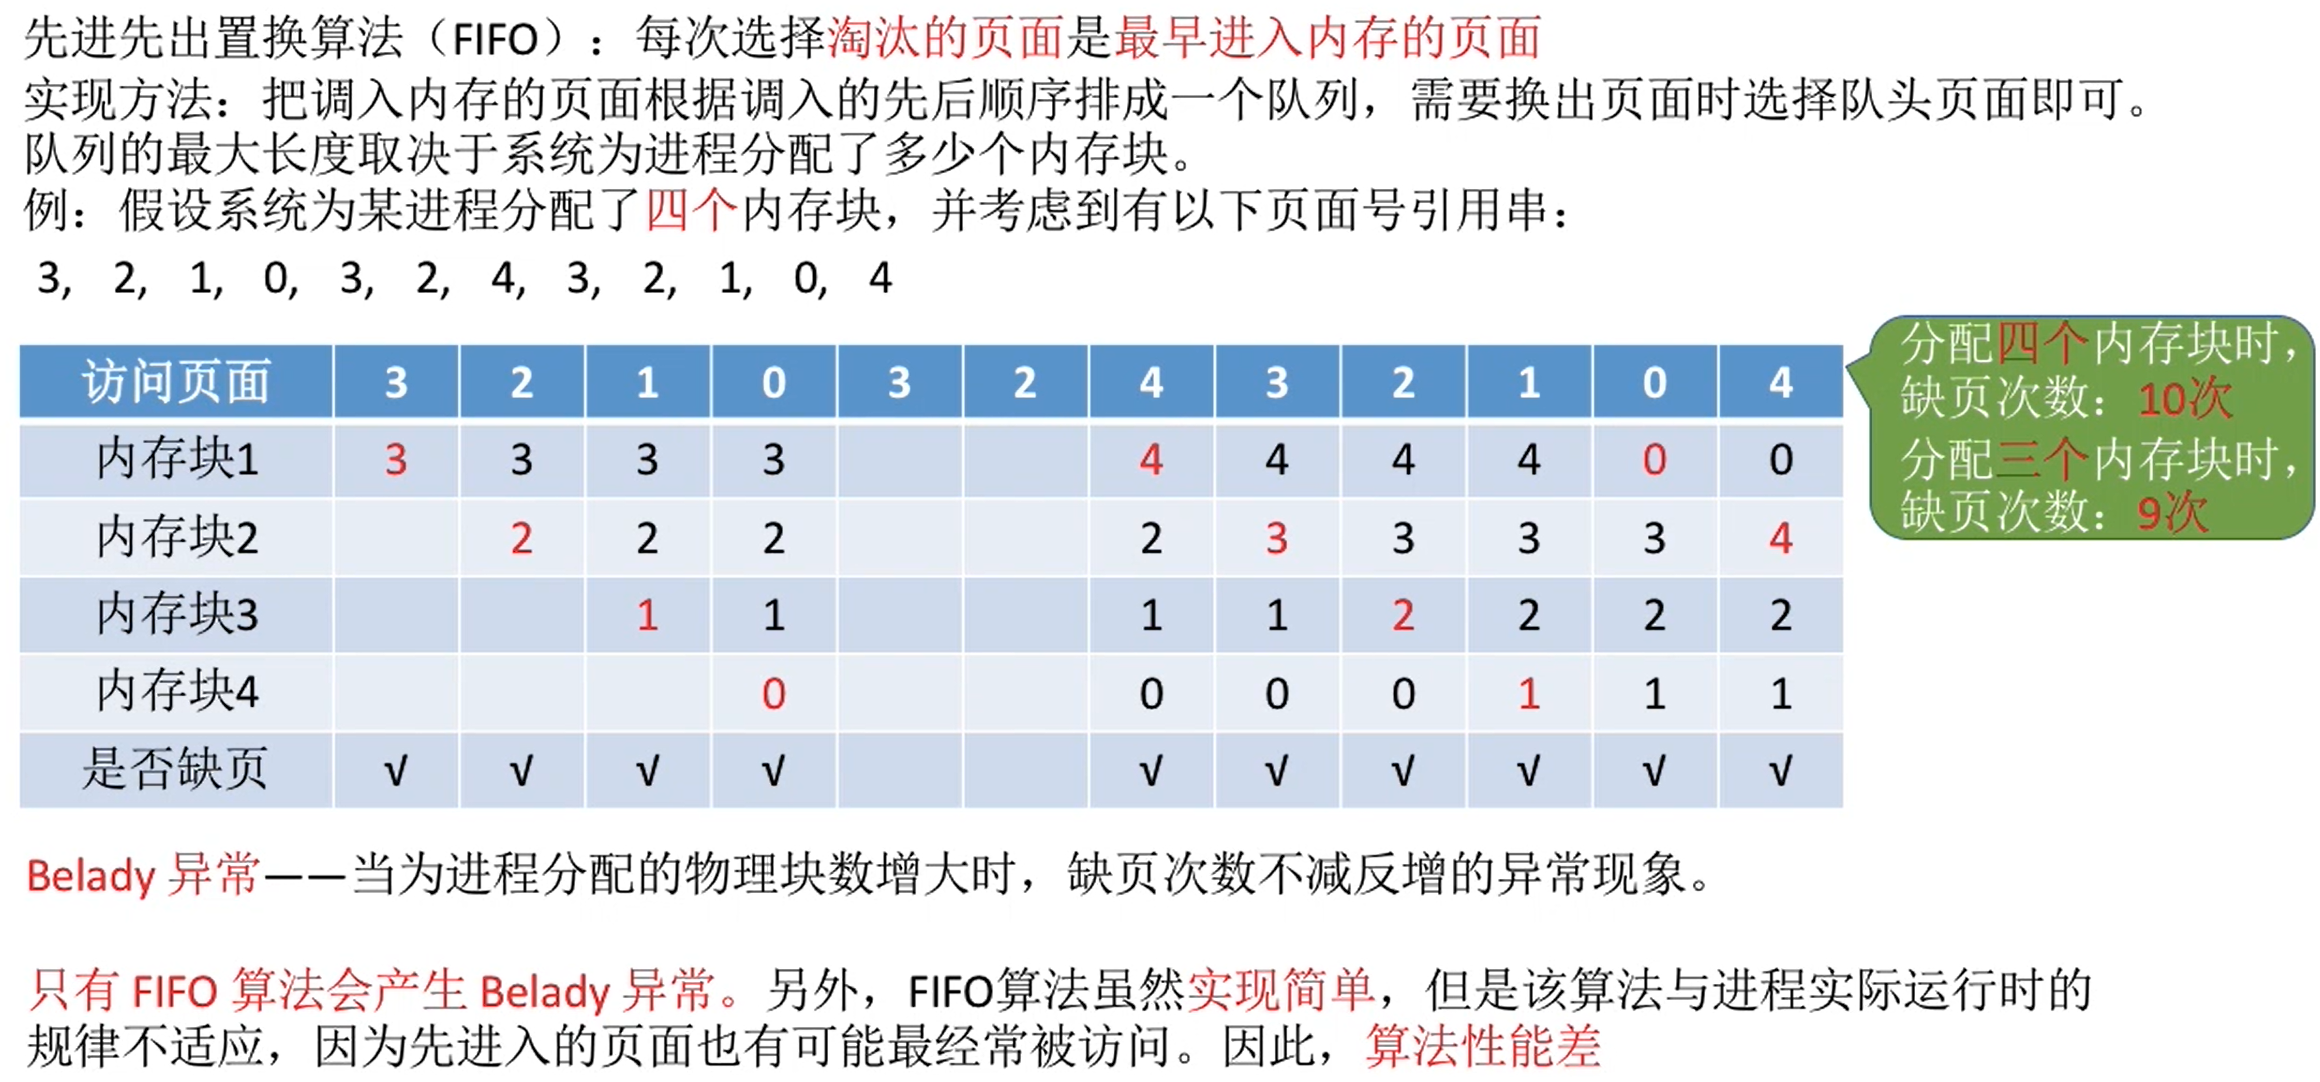 先进先出置换算法（FIFO）：每次选择淘汰的页面是最早进入内存的页面
实现方法：把调入内存的页面根据调入的先后顺序排成一个队列，需要换出页面时选择队头页面即可。
队列的最大长度取决于系统为进程分配了多少个内存块。
例：假设系统为某进程分配了四个内存块，并考虑到有以下页面号引用串：
3, 2, 1, 0, 3, 2, 4, 3, 2, 1, 0, 4
访问页面 3 2 1 0 3 2 4 3 2 1 0 4
内存块1 3 3 3 3 4 4 4 4 0 0
内存块2 2 2 2 2 3 3 3 3 4
内存块3 1 1 1 1 2 2 2 2
内存块4 0 0 0 0 1 1 1
是否缺页 √ √ √ √ √ √ √ √ √ √
分配四个内存块时，
缺页次数：10次
分配三个内存块时，
缺页次数：9次
Belady 异常——当为进程分配的物理块数增大时，缺页次数不减反增的异常现象。
只有 FIFO 算法会产生 Belady 异常。另外，FIFO算法虽然实现简单，但是该算法与进程实际运行时的
规律不适应，因为先进入的页面也有可能最经常被访问。因此，算法性能差